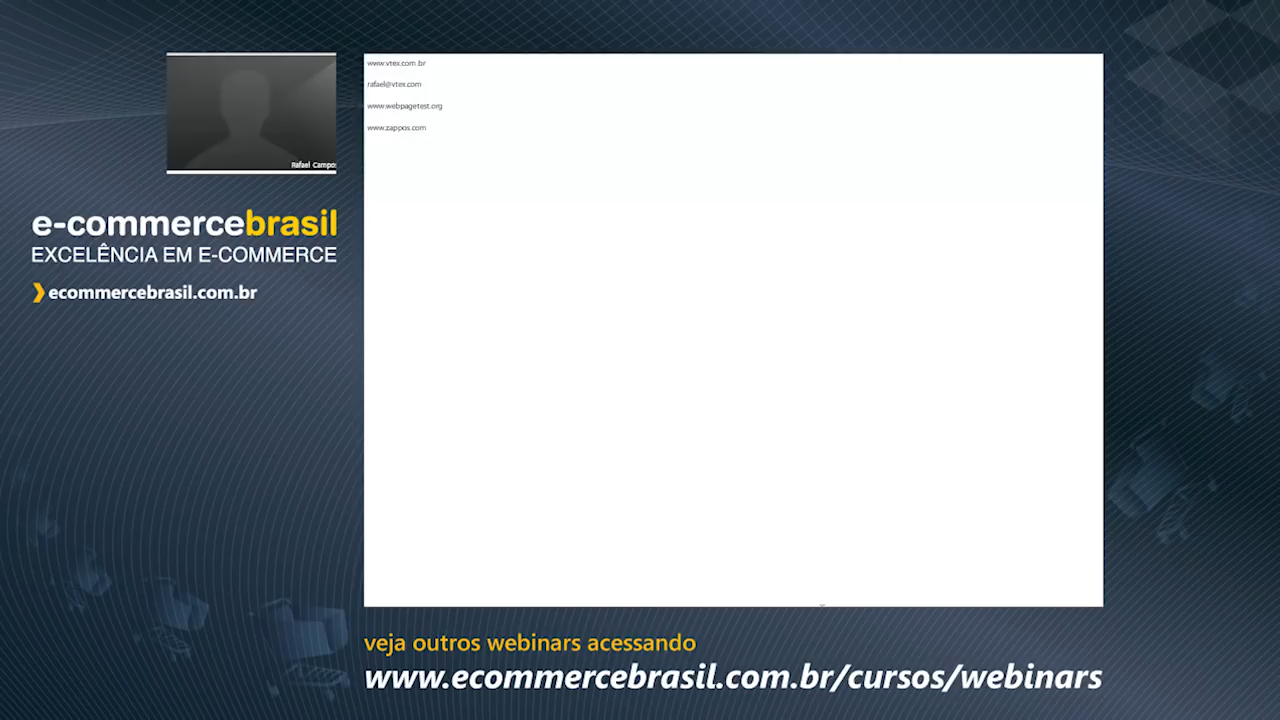 www.vtex.com.br
rafael@vtex.com
www.webpagetest.org
www.zappos.com
Rafael Campos
e-commercebrasil
EXCELÊNCIA EM E-COMMERCE
ecommercebrasil.com.br
veja outros webinars acessando
www.ecommercebrasil.com.br/cursos/webinars